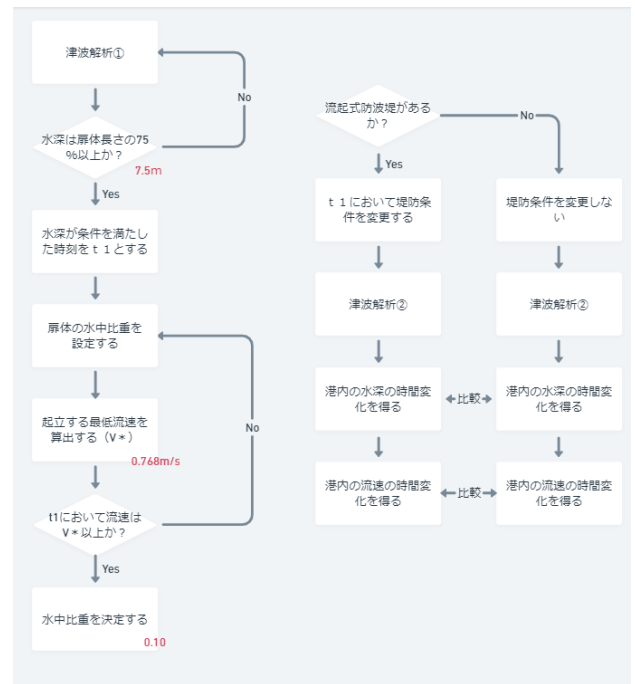 津波解析①
No
水深は扉体長さの75
％以上か？
7.5m
Yes
水深が条件を満たし
た時刻をｔ１とする
扉体の水中比重を
設定する
起立する最低流速を
算出する（V＊）
0.768m/s
No
t1において流速は
V＊以上か？
Yes
水中比重を決定する
0.10
流起式防波堤がある
か？
No
Yes
ｔ１において堤防条
件を変更する
堤防条件を変更しな
い
津波解析②
津波解析②
港内の水深の時間変
化を得る
比較
港内の水深の時間変
化を得る
港内の流速の時間変
化を得る
比較
港内の流速の時間変
化を得る